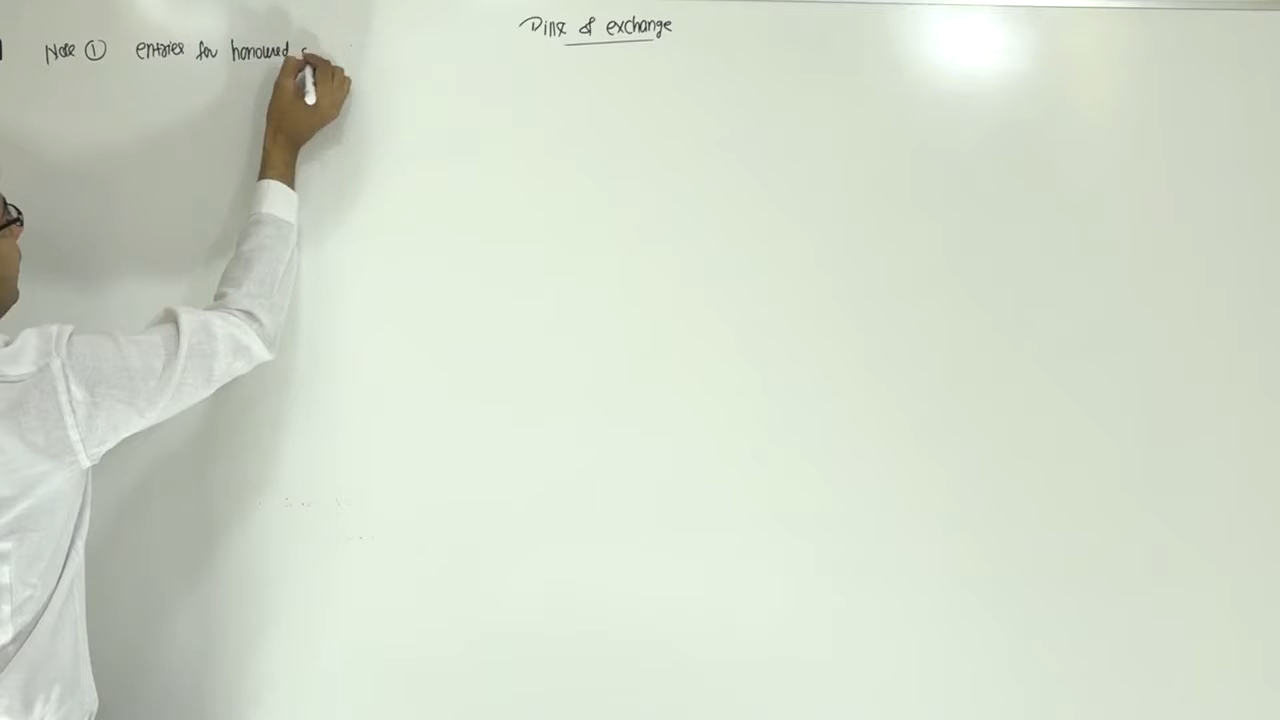 Bills of exchange
Note ① entries for honoured